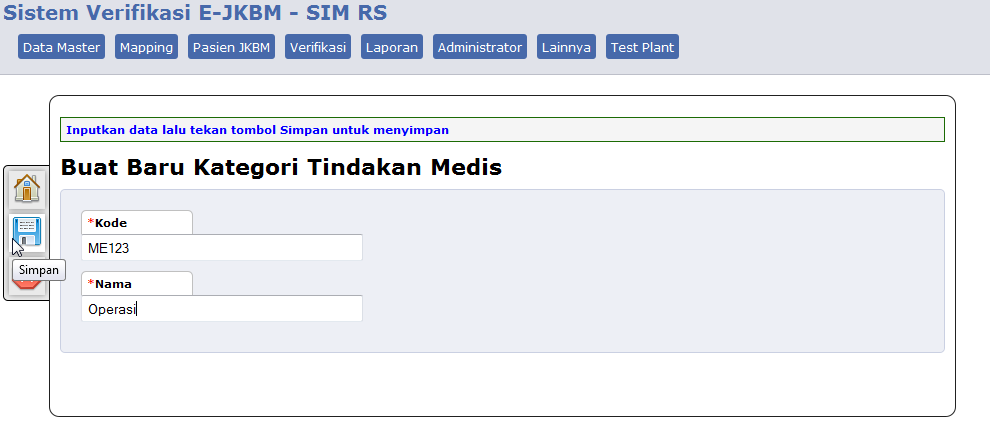 Sistem Verifikasi E-JKBM - SIM RS
Data Master Mapping Pasien JKBM Verifikasi Laporan Administrator Lainnya Test Plant
Inputkan data lalu tekan tombol Simpan untuk menyimpan
Buat Baru Kategori Tindakan Medis
*Kode
ME123
Simpan
*Nama
Operasi